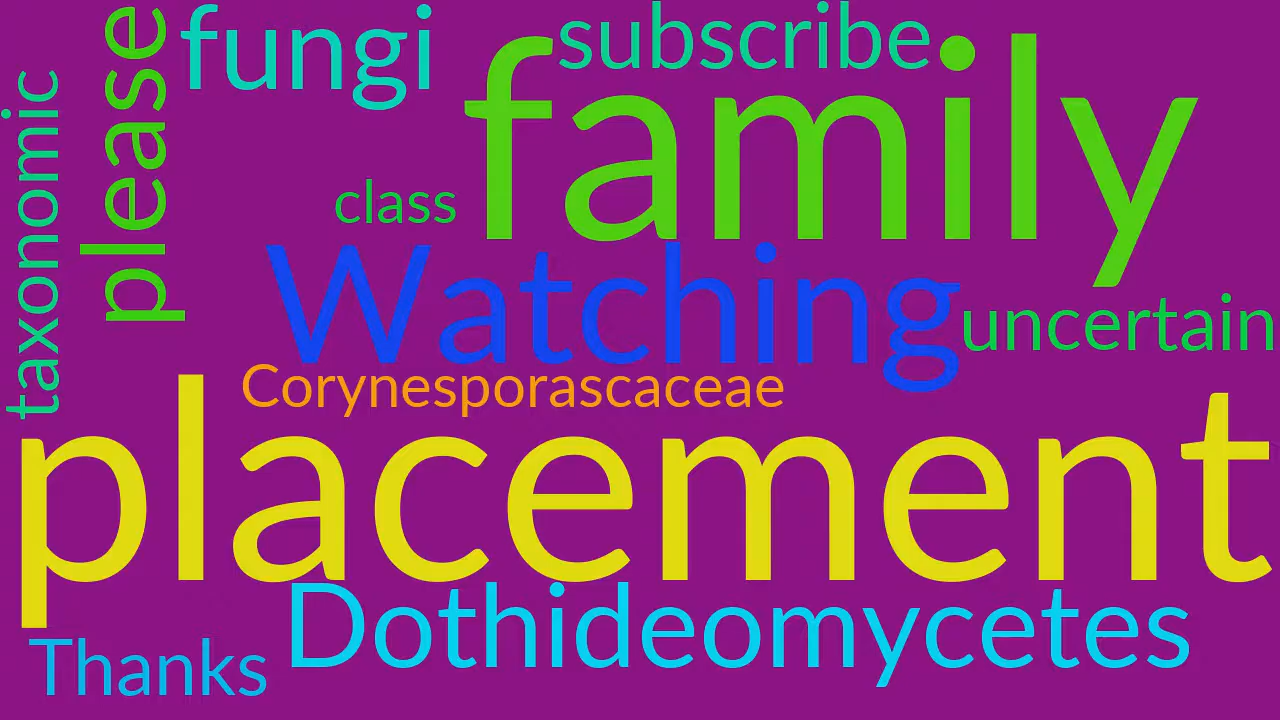 please
fungi
subscribe
family
taxonomic
class
Watching
uncertain
Corynesporascaceae
placement
Dothideomycetes
Thanks